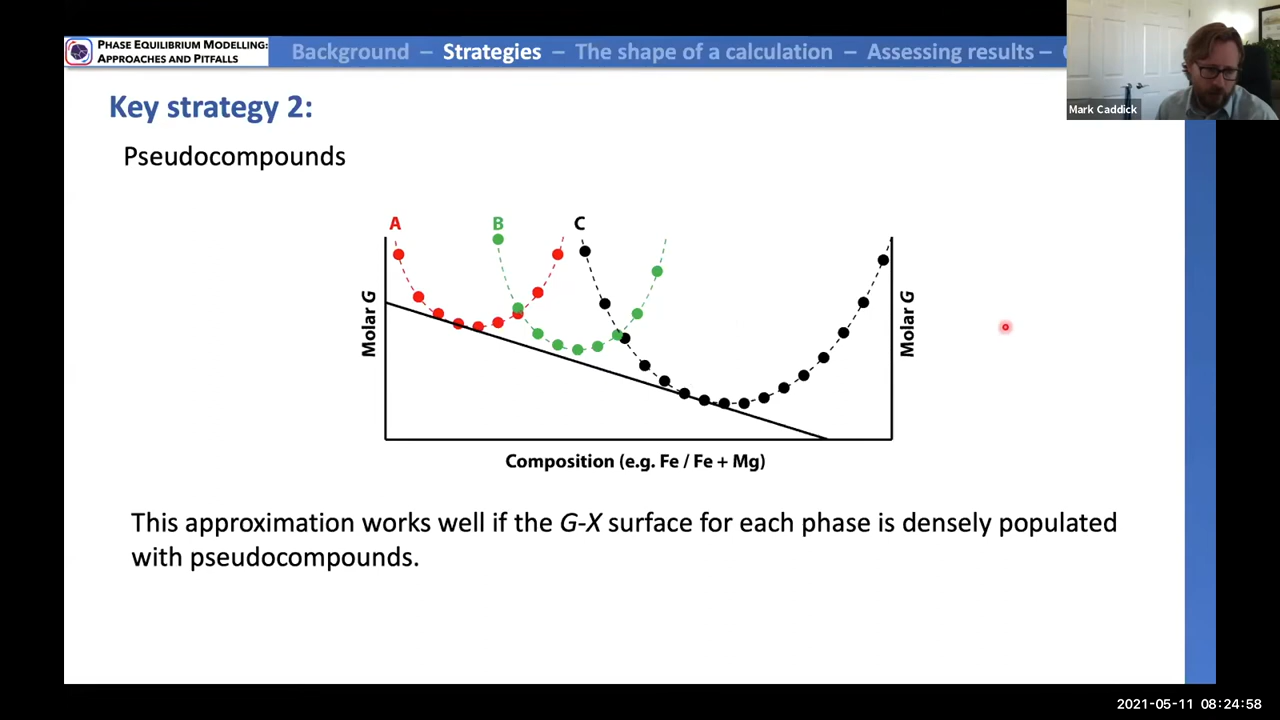 PHASE EQUILIBRIUM MODELLING:
APPROACHES AND PITFALLS
Background – Strategies – The shape of a calculation – Assessing results –
Mark Caddick
Key strategy 2:
Pseudocompounds
A B C
Molar G
Molar G
Composition (e.g. Fe / Fe + Mg)
This approximation works well if the G-X surface for each phase is densely populated
with pseudocompounds.
2021-05-11 08:24:58